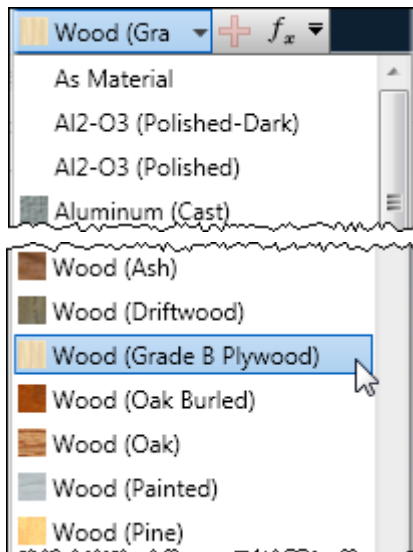 Wood (Gra
fx
As Material
Al2-O3 (Polished-Dark)
Al2-O3 (Polished)
Aluminum (Cast)
Wood (Ash)
Wood (Driftwood)
Wood (Grade B Plywood)
Wood (Oak Burled)
Wood (Oak)
Wood (Painted)
Wood (Pine)